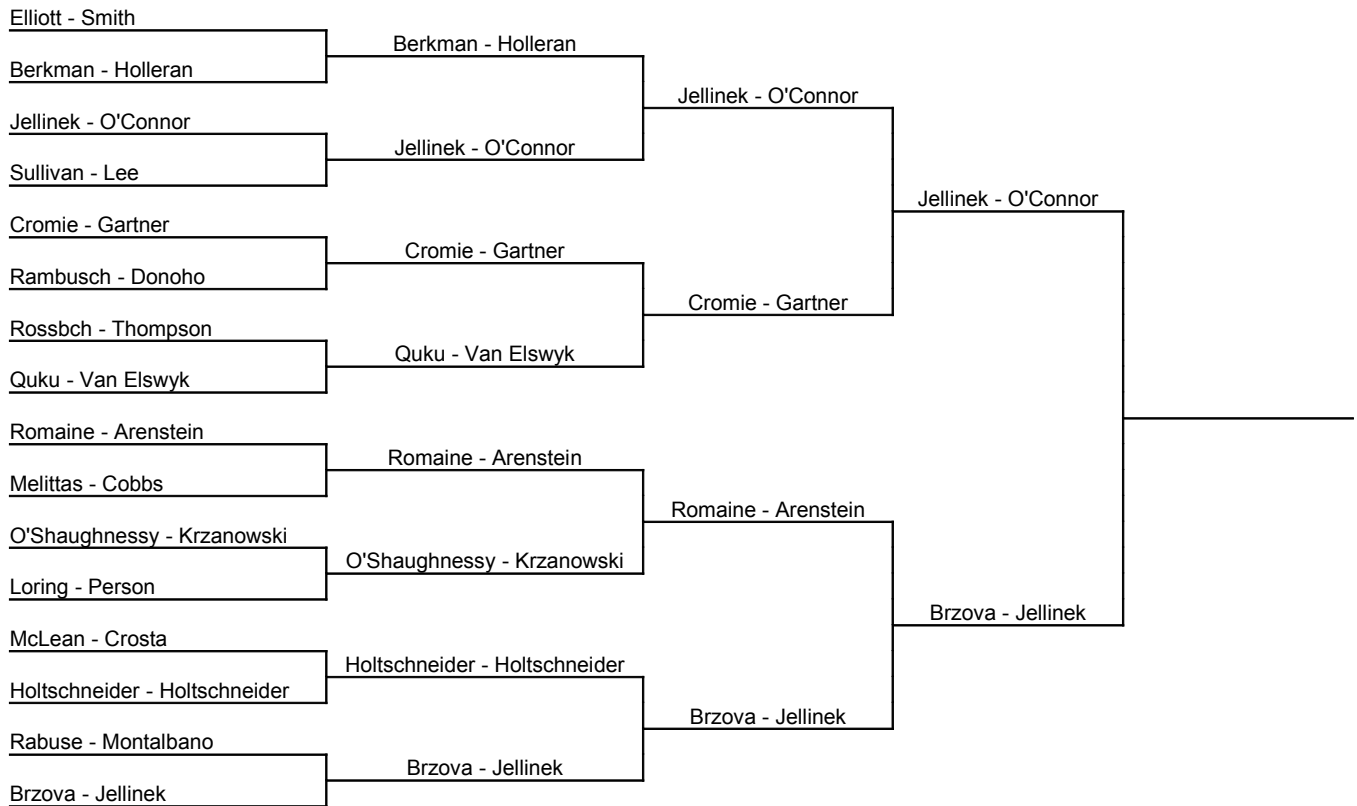 Elliott - Smith
Berkman - Holleran
Berkman - Holleran
Jellinek - O'Connor
Jellinek - O'Connor
Jellinek - O'Connor
Sullivan - Lee
Jellinek - O'Connor
Cromie - Gartner
Cromie - Gartner
Rambusch - Donoho
Cromie - Gartner
Rossbch - Thompson
Quku - Van Elswyk
Quku - Van Elswyk
Romaine - Arenstein
Romaine - Arenstein
Melittas - Cobbs
Romaine - Arenstein
O'Shaughnessy - Krzanowski
O'Shaughnessy - Krzanowski
Loring - Person
Brzova - Jellinek
McLean - Crosta
Holtschneider - Holtschneider
Holtschneider - Holtschneider
Brzova - Jellinek
Rabuse - Montalbano
Brzova - Jellinek
Brzova - Jellinek